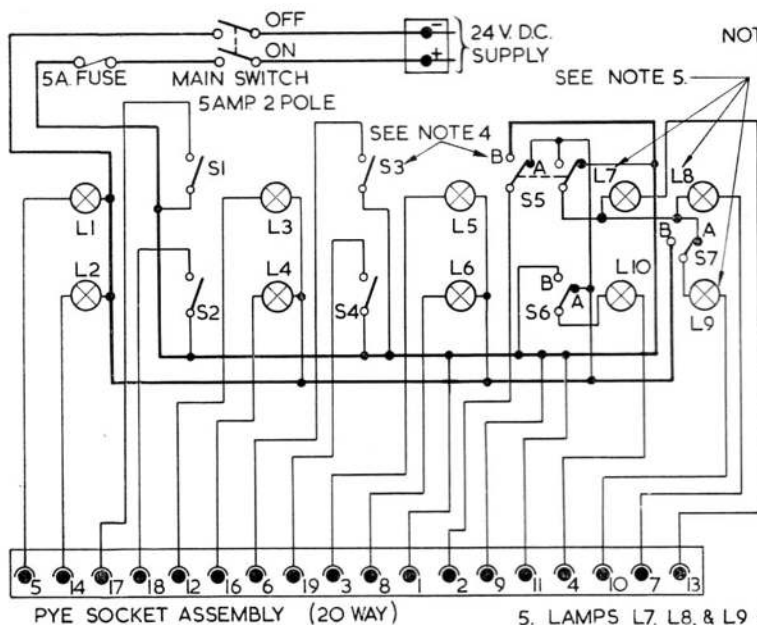 OFF
24 V. D.C.
SUPPLY
-
+
NOT
ON
5A. FUSE
MAIN SWITCH
5 AMP 2 POLE
SEE NOTE 5.
SEE NOTE 4
S1
S3
B
A
S5
L7
L8
L1
L3
L5
B
A
S7
L2
S2
L4
S4
L6
B
A
S6
L10
L9
5 14 17 18 12 16 6 19 3 8 1 2 9 11 4 10 7 13
PYE SOCKET ASSEMBLY (20 WAY)
5. LAMPS L7, L8, & L9